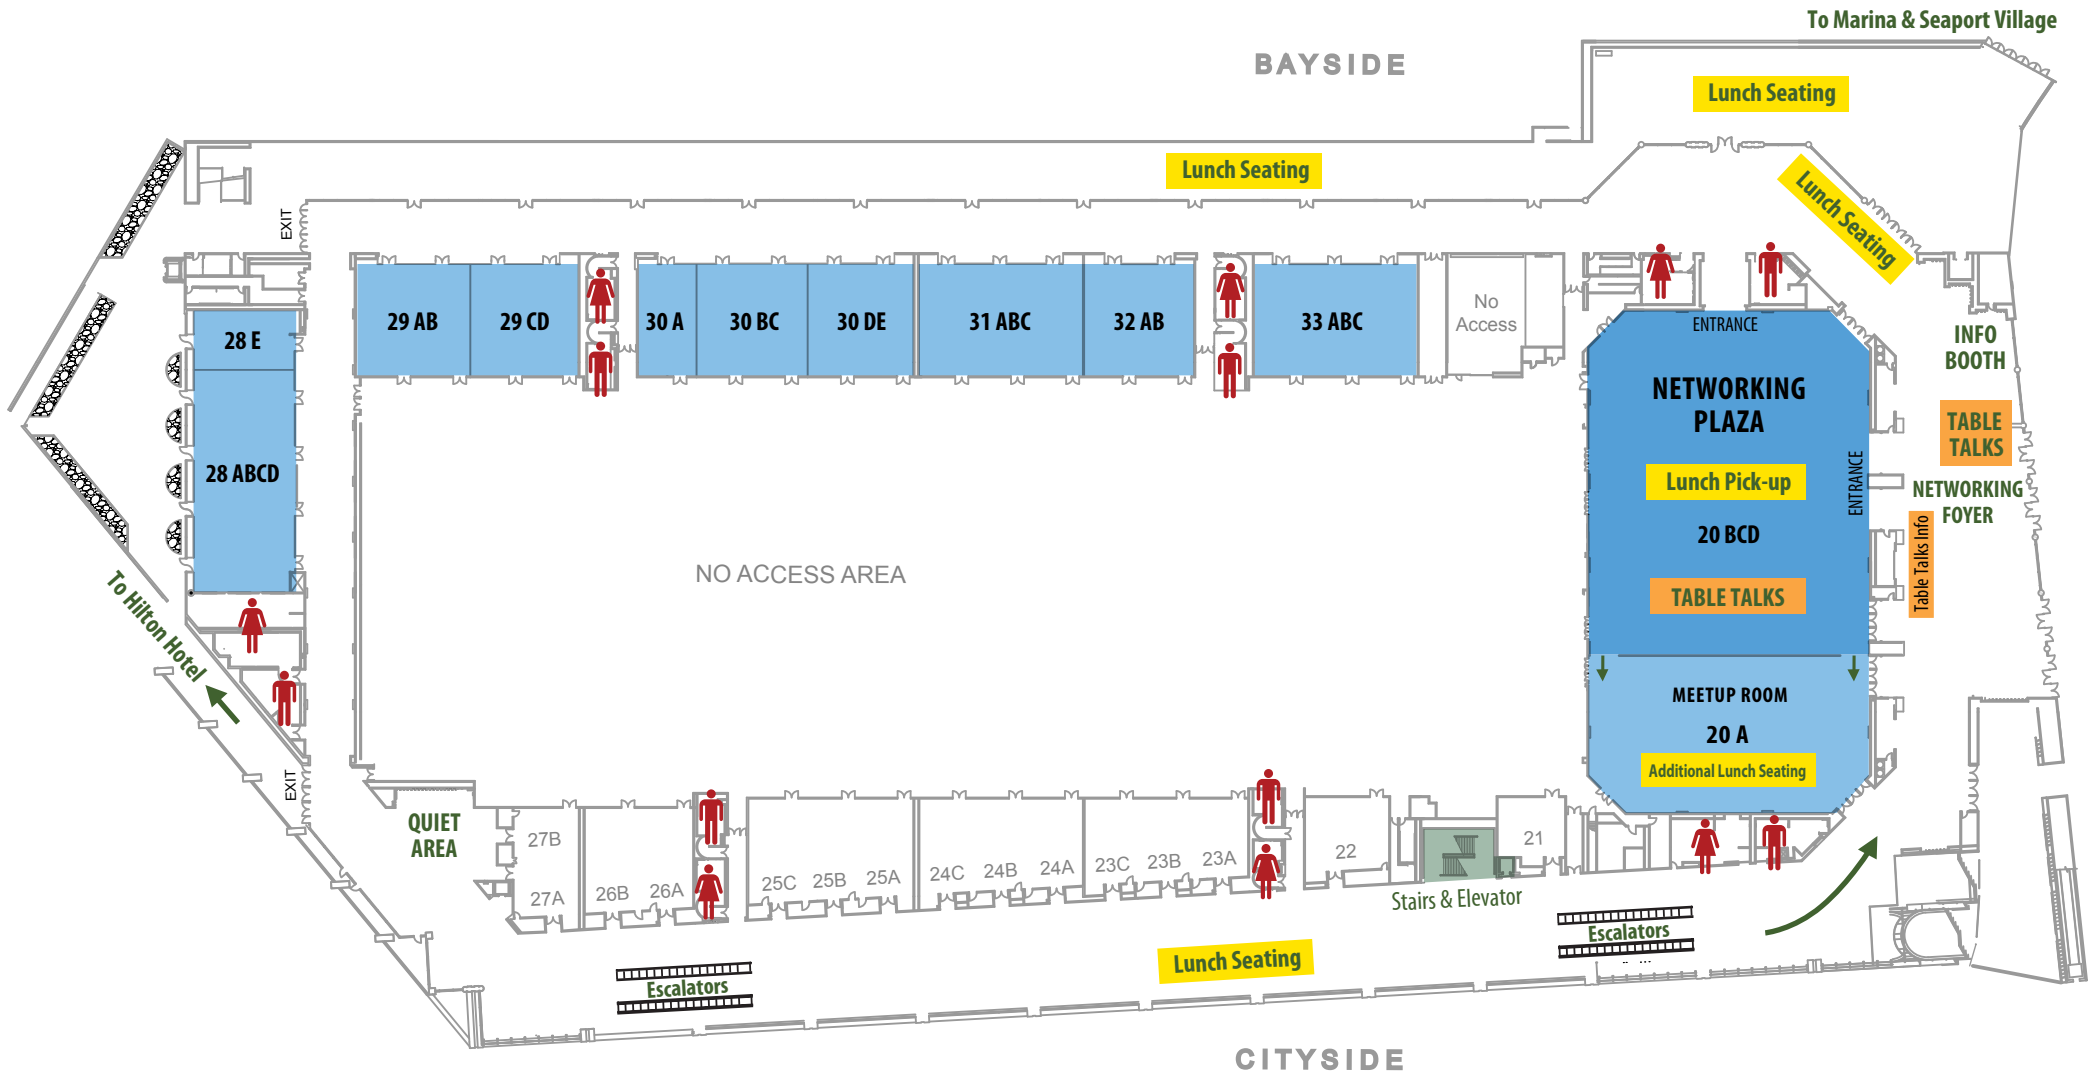 To Marina & Seaport Village
BAYSIDE
Lunch Seating
Lunch Seating
Lunch Seating
EXIT
29 AB
29 CD
30 A
30 BC
30 DE
31 ABC
32 AB
33 ABC
No
Access
ENTRANCE
INFO
BOOTH
28 E
NETWORKING
PLAZA
TABLE
TALKS
28 ABCD
Lunch Pick-up
ENTRANCE
NETWORKING
FOYER
20 BCD
Table Talks Info
NO ACCESS AREA
TABLE TALKS
To Hilton Hotel
MEETUP ROOM
20 A
Additional Lunch Seating
EXIT
QUIET
AREA
27B
27A
26B
26A
25C
25B
25A
24C
24B
24A
23C
23B
23A
22
21
Stairs & Elevator
Escalators
Lunch Seating
Escalators
CITYSIDE